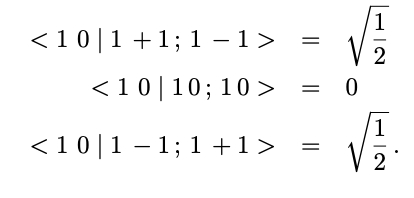 < 1 0 | 1 + 1 ; 1 − 1 > = √(1/2)
< 1 0 | 1 0 ; 1 0 > = 0
< 1 0 | 1 − 1 ; 1 + 1 > = √(1/2) .